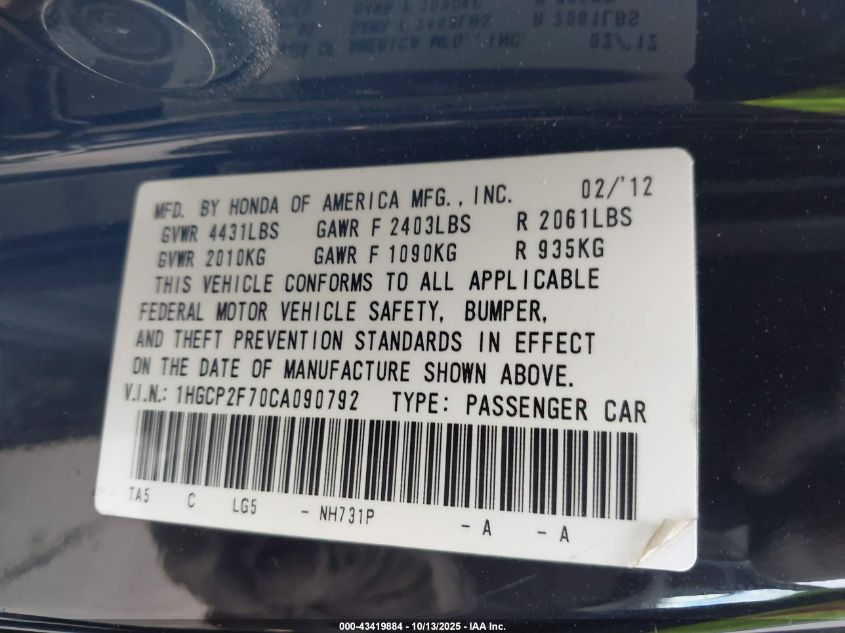 MFD. BY HONDA OF AMERICA MFG., INC. 02/'12
GVWR 4431LBS GAWR F 2403LBS R 2061LBS
GVWR 2010KG GAWR F 1090KG R 935KG
THIS VEHICLE CONFORMS TO ALL APPLICABLE
FEDERAL MOTOR VEHICLE SAFETY, BUMPER,
AND THEFT PREVENTION STANDARDS IN EFFECT
ON THE DATE OF MANUFACTURE SHOWN ABOVE.
V.I.N.: 1HGCP2F70CA090792 TYPE: PASSENGER CAR
TA5 C LG5 - NH731P - A - A
000-43419884 - 10/13/2025 - IAA Inc.